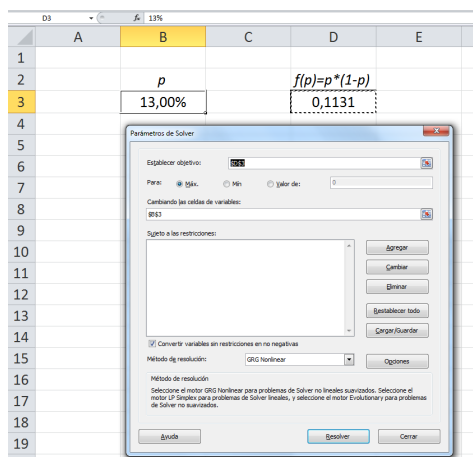 D3 fx 13%
A B C D E
1
2 p f(p)=p*(1-p)
3 13,00% 0,1131
4
5
6
7
8
9
10
11
12
13
14
15
16
17
18
19
Parámetros de Solver
Establecer objetivo: $D$3
Para: Máx. Mín Valor de: 0
Cambiando las celdas de variables:
$B$3
Sujeto a las restricciones:
Agregar
Cambiar
Eliminar
Restablecer todo
Cargar/Guardar
Convertir variables sin restricciones en no negativas
Método de resolución: GRG Nonlinear Opciones
Método de resolución
Seleccione el motor GRG Nonlinear para problemas de Solver no lineales suavizados. Seleccione el
motor LP Simplex para problemas de Solver lineales, y seleccione el motor Evolutionary para problemas
de Solver no suavizados.
Ayuda Resolver Cerrar